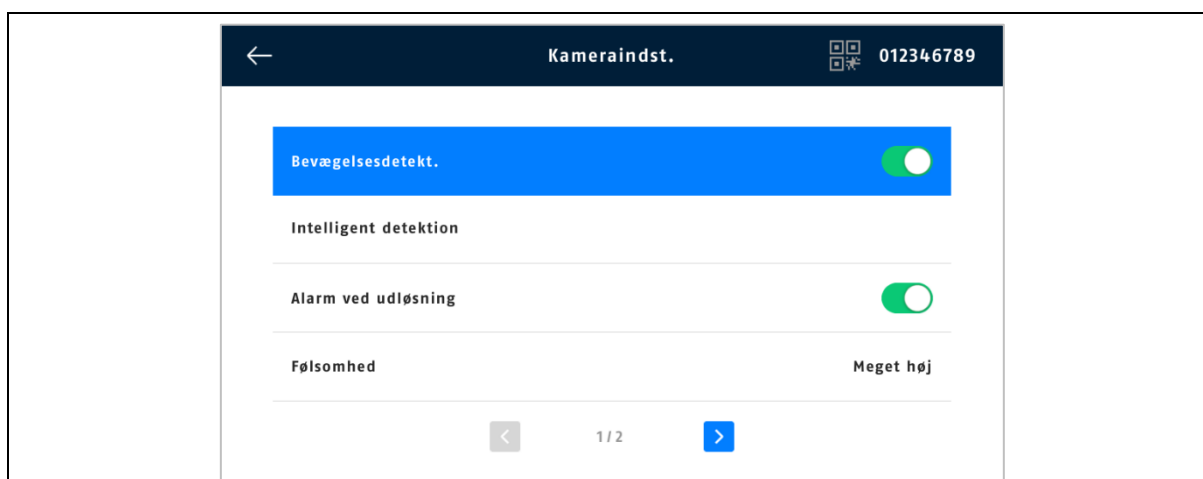 Kameraindst. 012346789
Bevægelsesdetekt.
Intelligent detektion
Alarm ved udløsning
Følsomhed Meget høj
1/2